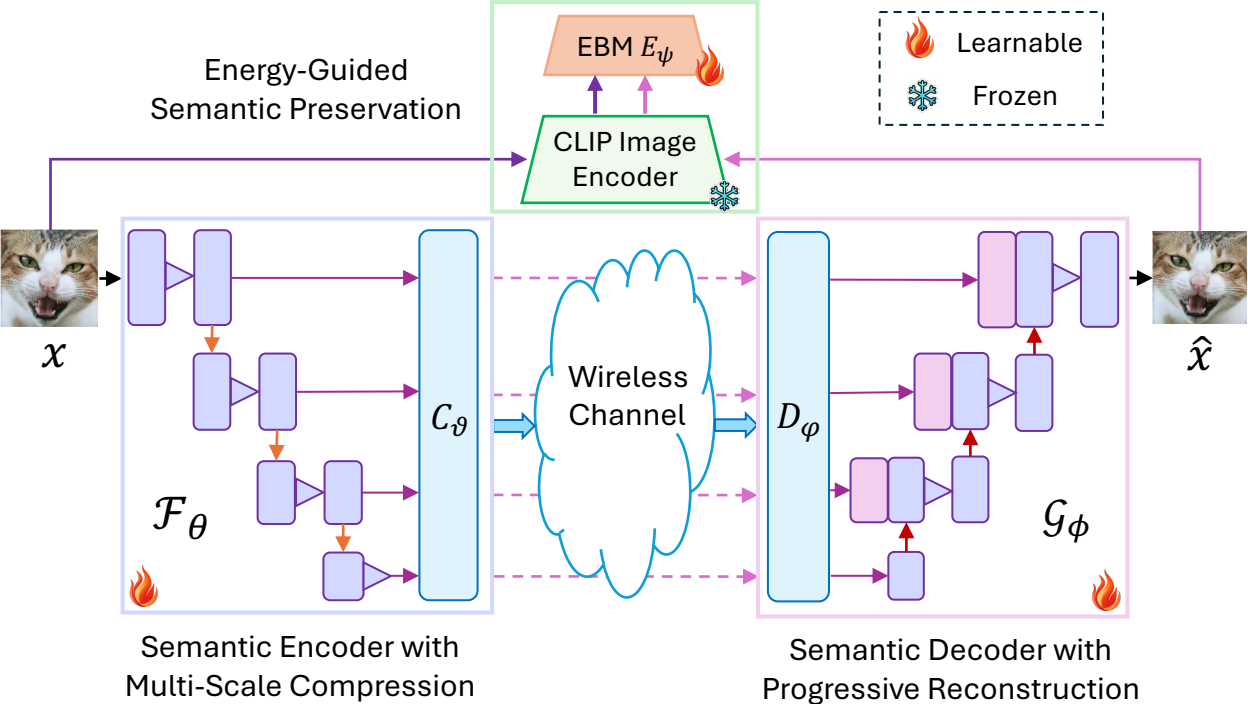 EBM E_ψ
Learnable
Frozen
Energy-Guided
Semantic Preservation
CLIP Image
Encoder
x
C_ϑ
ℱ_θ
Wireless
Channel
D_φ
𝒢_ϕ
x̂
Semantic Encoder with
Multi-Scale Compression
Semantic Decoder with
Progressive Reconstruction